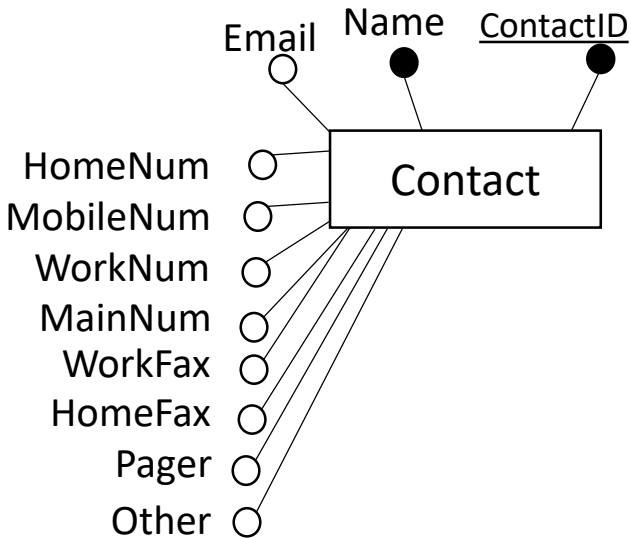 Email
Name
ContactID
HomeNum
Contact
MobileNum
WorkNum
MainNum
WorkFax
HomeFax
Pager
Other